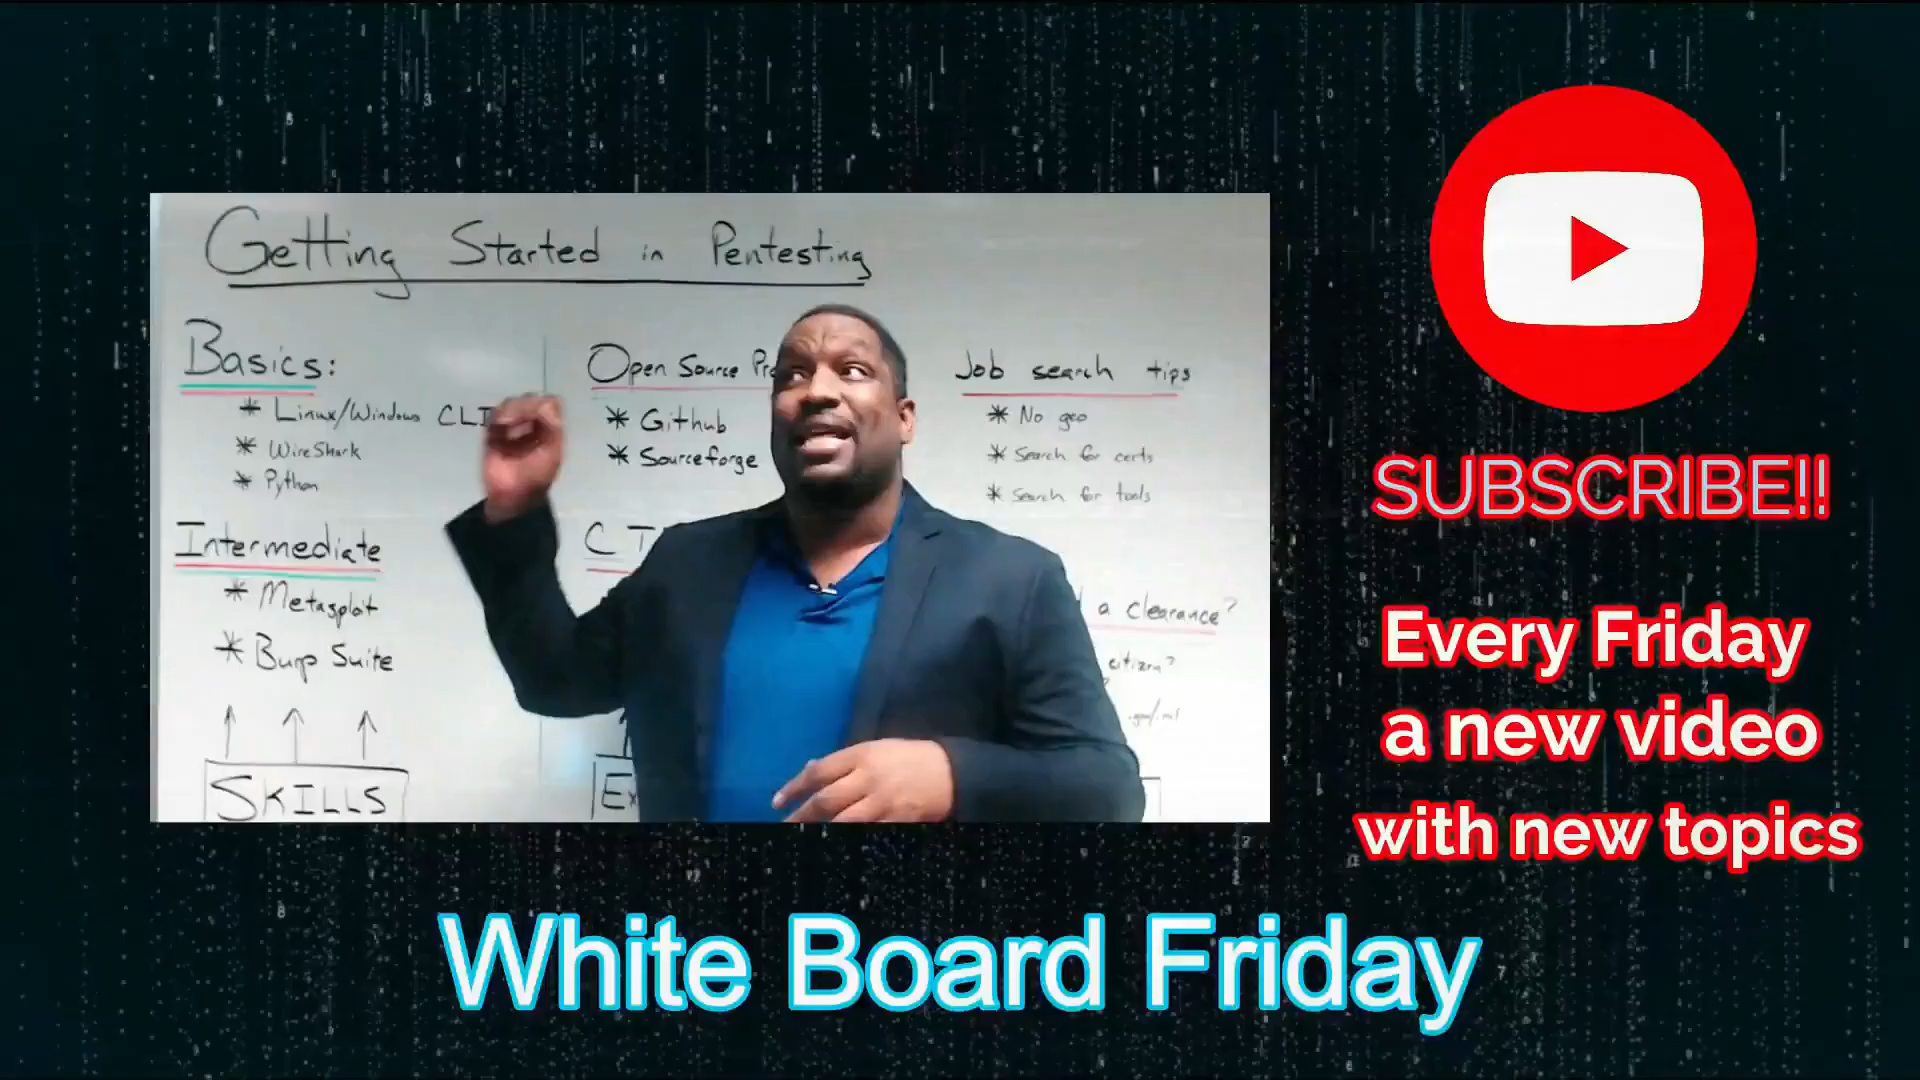 Getting Started in Pentesting
Basics:
* Linux/Windows CLI
* WireShark
* Python
Intermediate
* Metasploit
* Burp Suite
SKILLS
Open Source
* Github
* Sourceforge
Job search tips
* No geo
* Search for certs
* Search for tools
a clearance?
citizen?
SUBSCRIBE!!
Every Friday
a new video
with new topics
White Board Friday